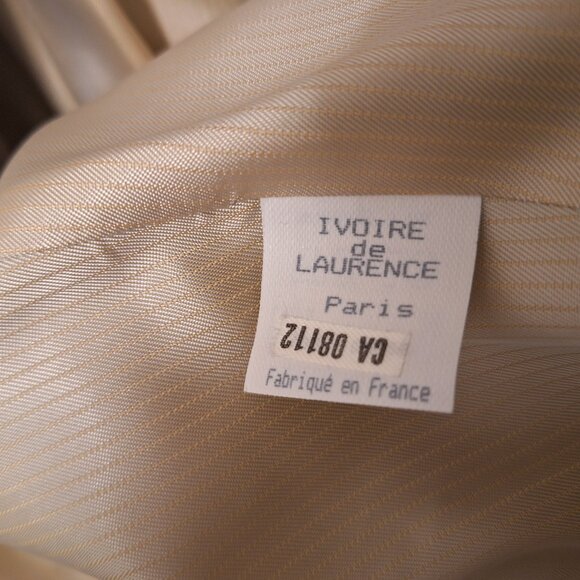 IVOIRE
de
LAURENCE
Paris
CA 08112
Fabriqué en France